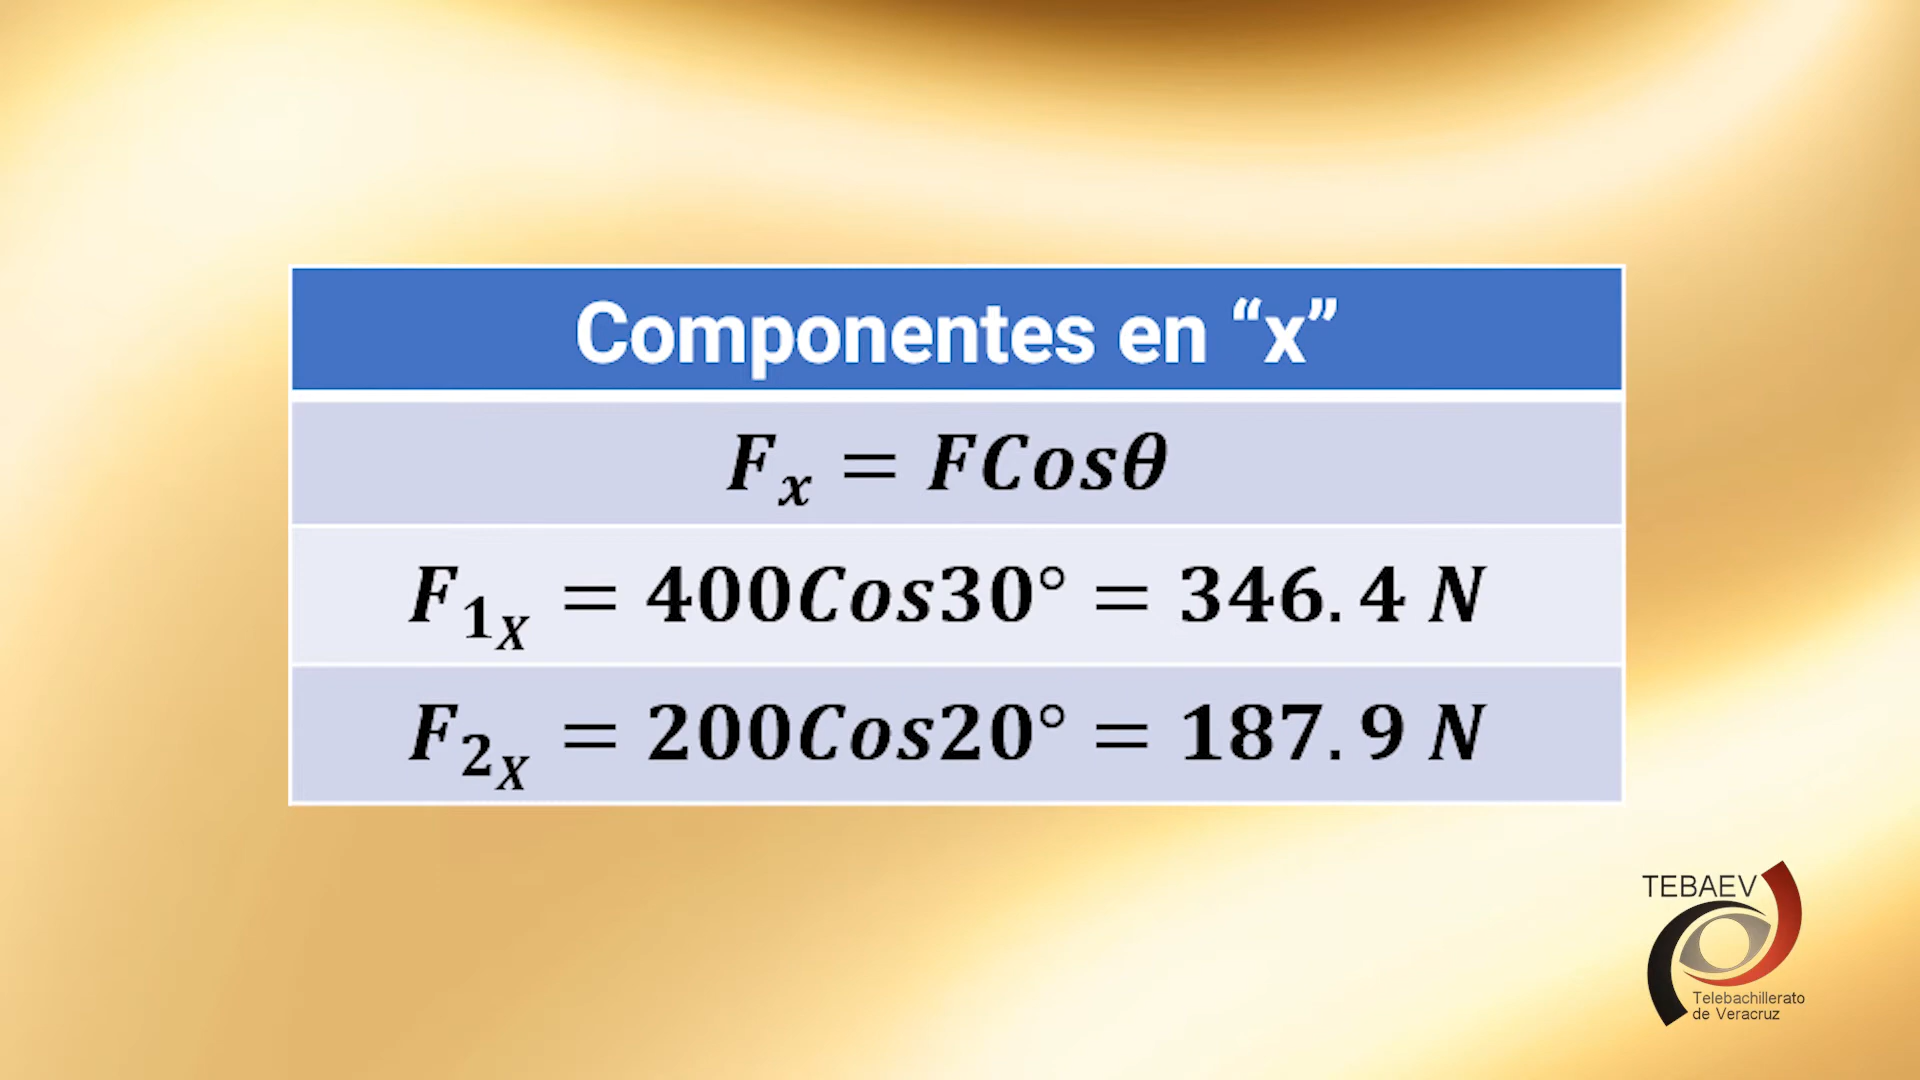 Componentes en “x”
Fₓ = FCosθ
F₁ₓ = 400Cos30° = 346.4 N
F₂ₓ = 200Cos20° = 187.9 N
TEBAEV
Telebachillerato
de Veracruz